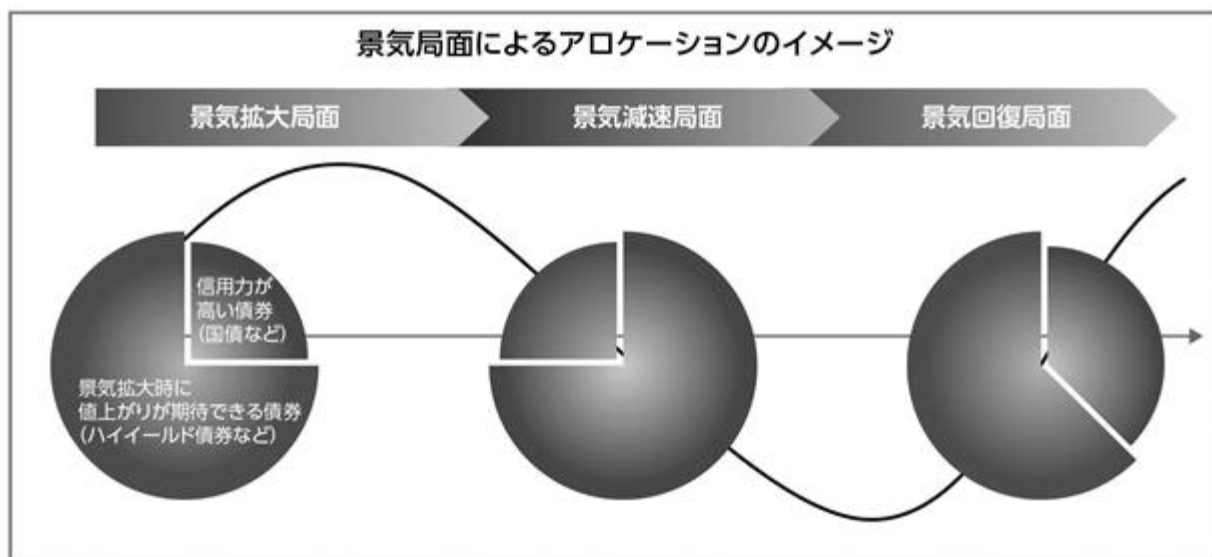 景気局面によるアロケーションのイメージ
景気拡大局面
景気減速局面
景気回復局面
信用力が
高い債券
(国債など)
景気拡大時に
値上がりが期待できる債券
(ハイイールド債券など)